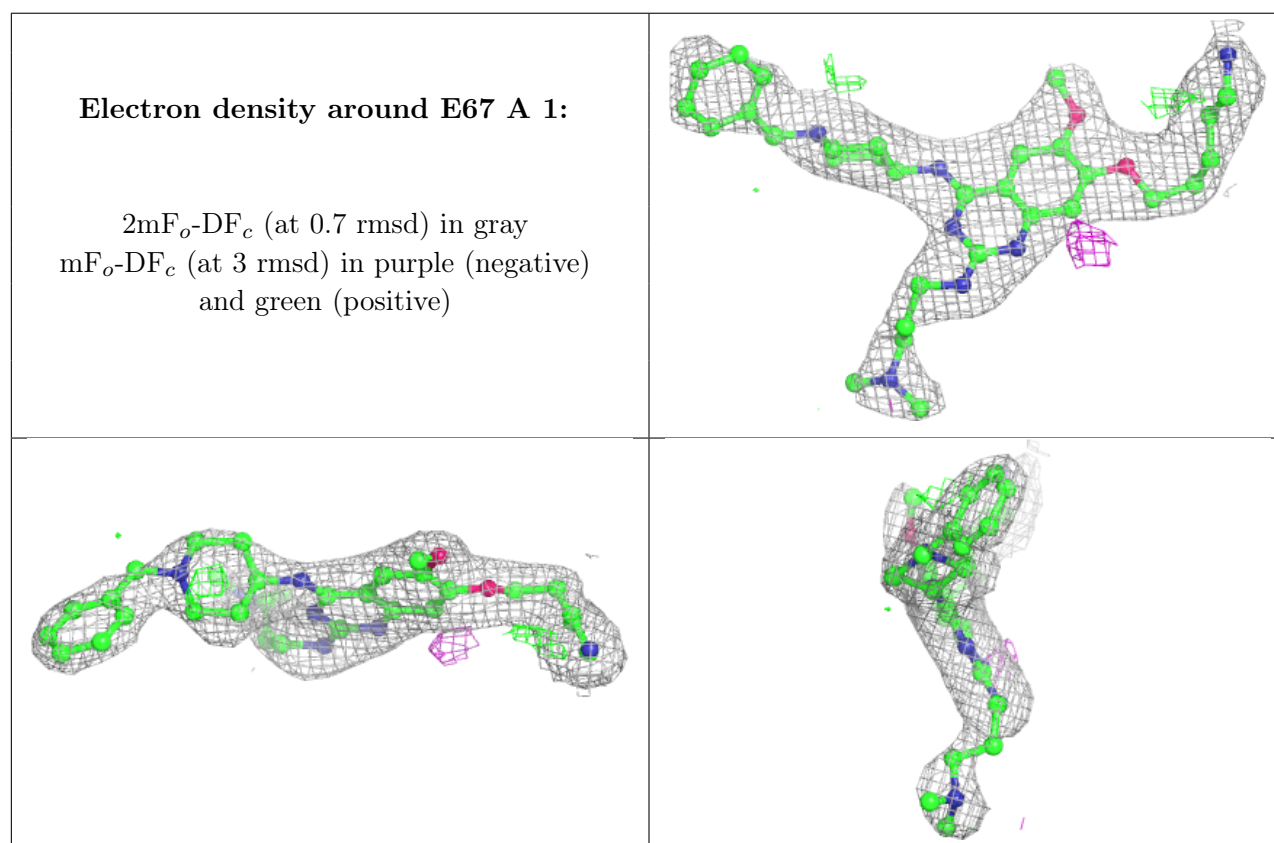 Electron density around E67 A 1:
2mFₒ-DF𝒸 (at 0.7 rmsd) in gray
mFₒ-DF𝒸 (at 3 rmsd) in purple (negative)
and green (positive)